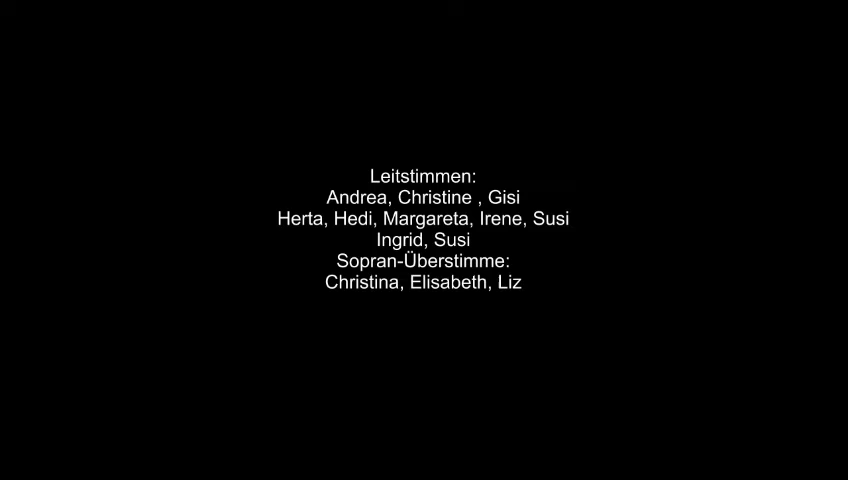 Leitstimmen:
Andrea, Christine , Gisi
Herta, Hedi, Margareta, Irene, Susi
Ingrid, Susi
Sopran-Überstimme:
Christina, Elisabeth, Liz